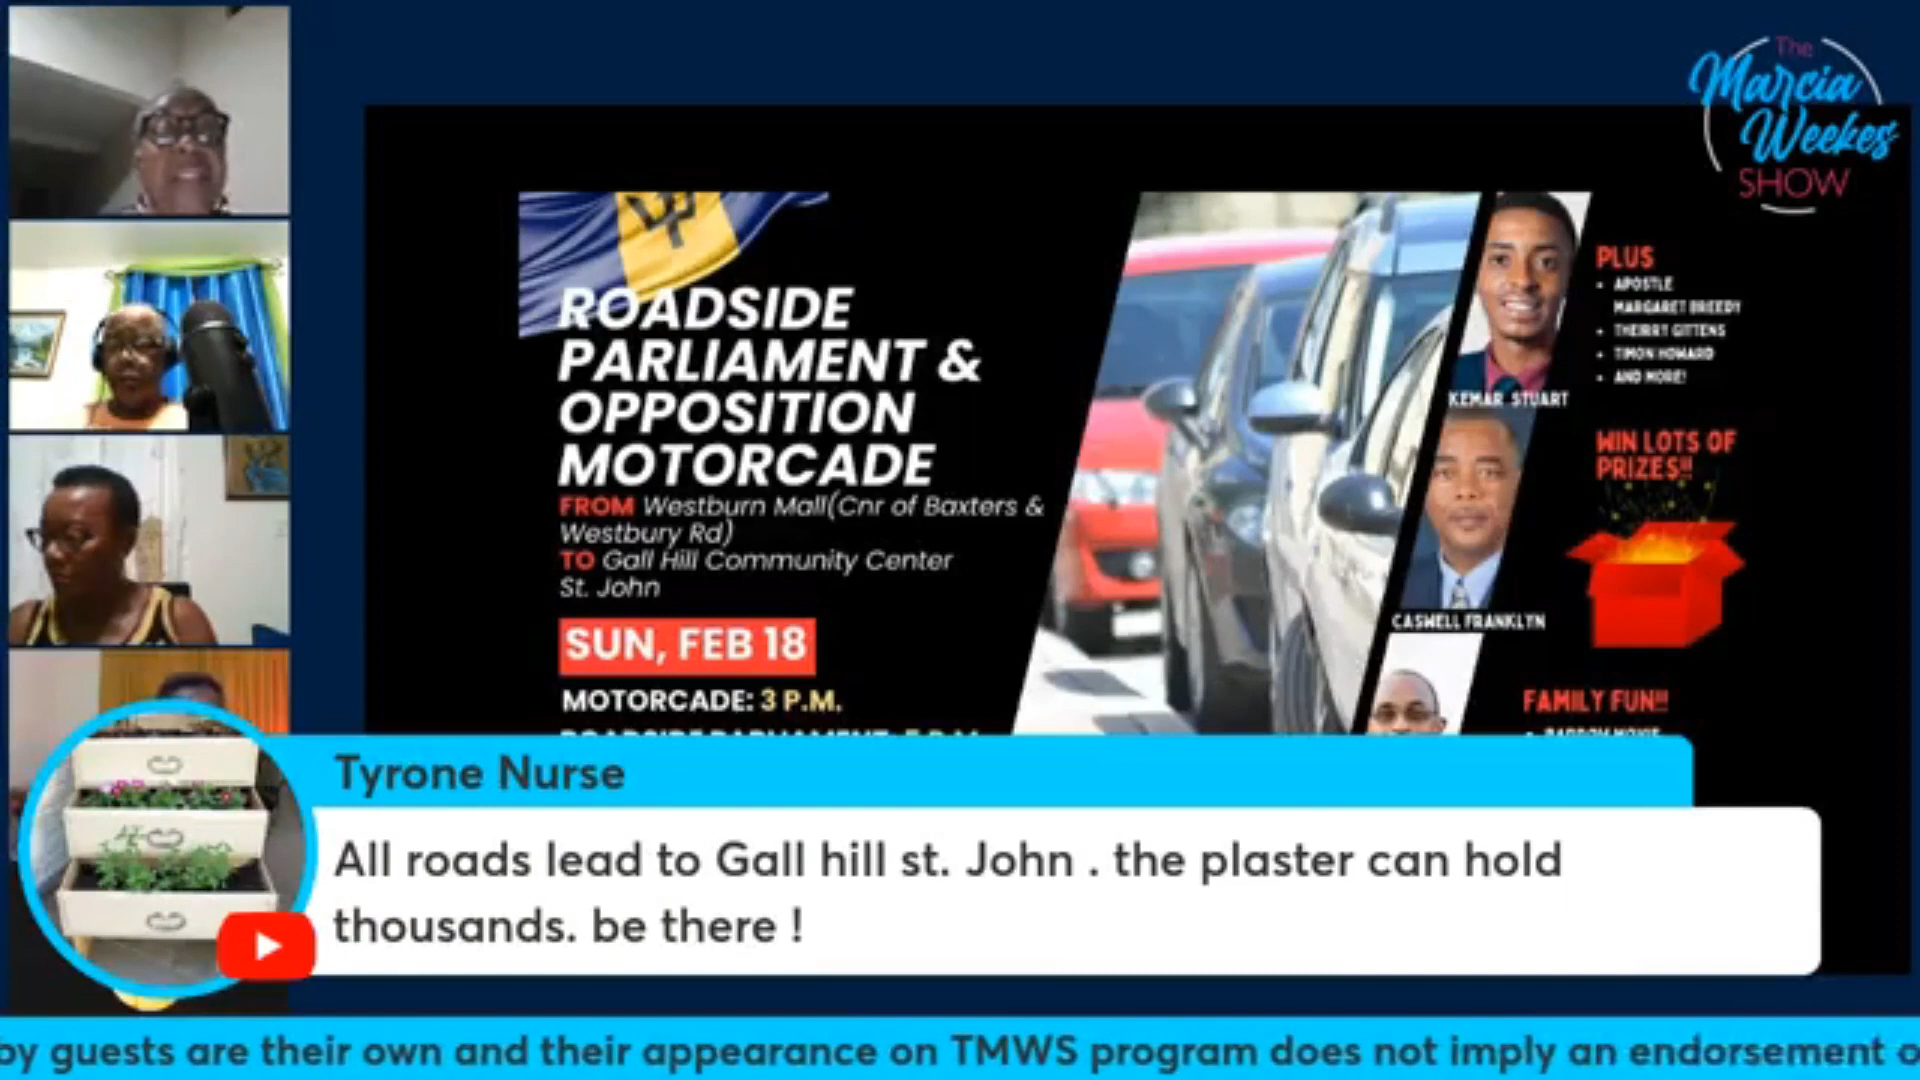 The
Marcia
Weekes
SHOW
ROADSIDE
PARLIAMENT &
OPPOSITION
MOTORCADE
FROM Westburn Mall(Cnr of Baxters &
Westbury Rd)
TO Gall Hill Community Center
St. John
SUN, FEB 18
MOTORCADE: 3 P.M.
KEMAR STUART
CASWELL FRANKLYN
PLUS
• APOSTLE
MARGARET BREEDY
• THEIRRY GITTENS
• TIMON HOWARD
• AND MORE!
WIN LOTS OF
PRIZES!!
FAMILY FUN!!
Tyrone Nurse
All roads lead to Gall hill st. John . the plaster can hold
thousands. be there !
by guests are their own and their appearance on TMWS program does not imply an endorsement o